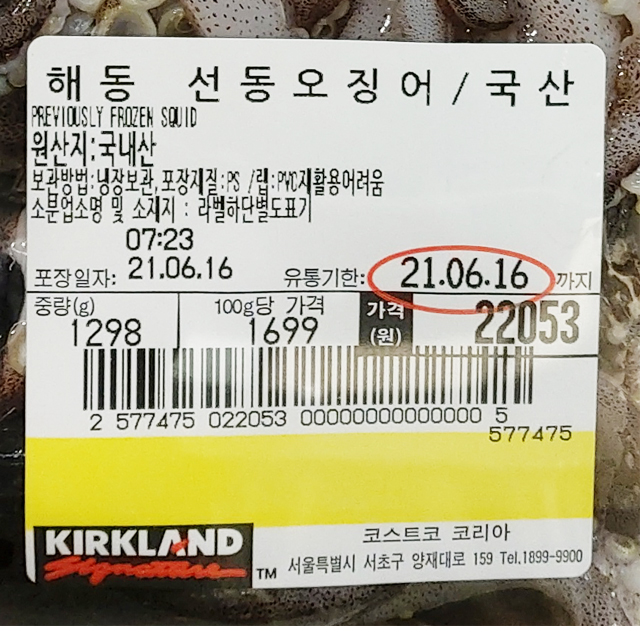 해동 선동오징어/국산
PREVIOUSLY FROZEN SQUID
원산지:국내산
보관방법:냉장보관,포장재질:PS /랩:PVC재활용어려움
소분업소명 및 소재지 : 라벨하단별도표기
07:23
포장일자: 21.06.16 유통기한: 21.06.16 까지
중량(g) 100g당 가격 가격(원)
1298 1699 22053
2 577475 022053 00000000000000 5
577475
KIRKLAND
Signature TM
코스트코 코리아
서울특별시 서초구 양재대로 159 Tel.1899-9900